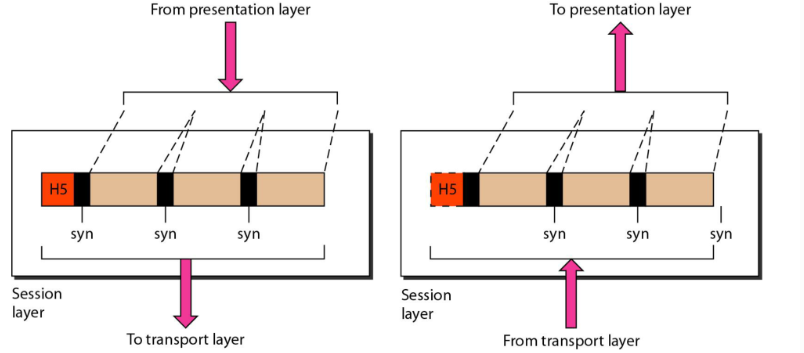 From presentation layer
To presentation layer
H5
H5
syn
syn
syn
syn
syn
syn
Session
layer
Session
layer
To transport layer
From transport layer